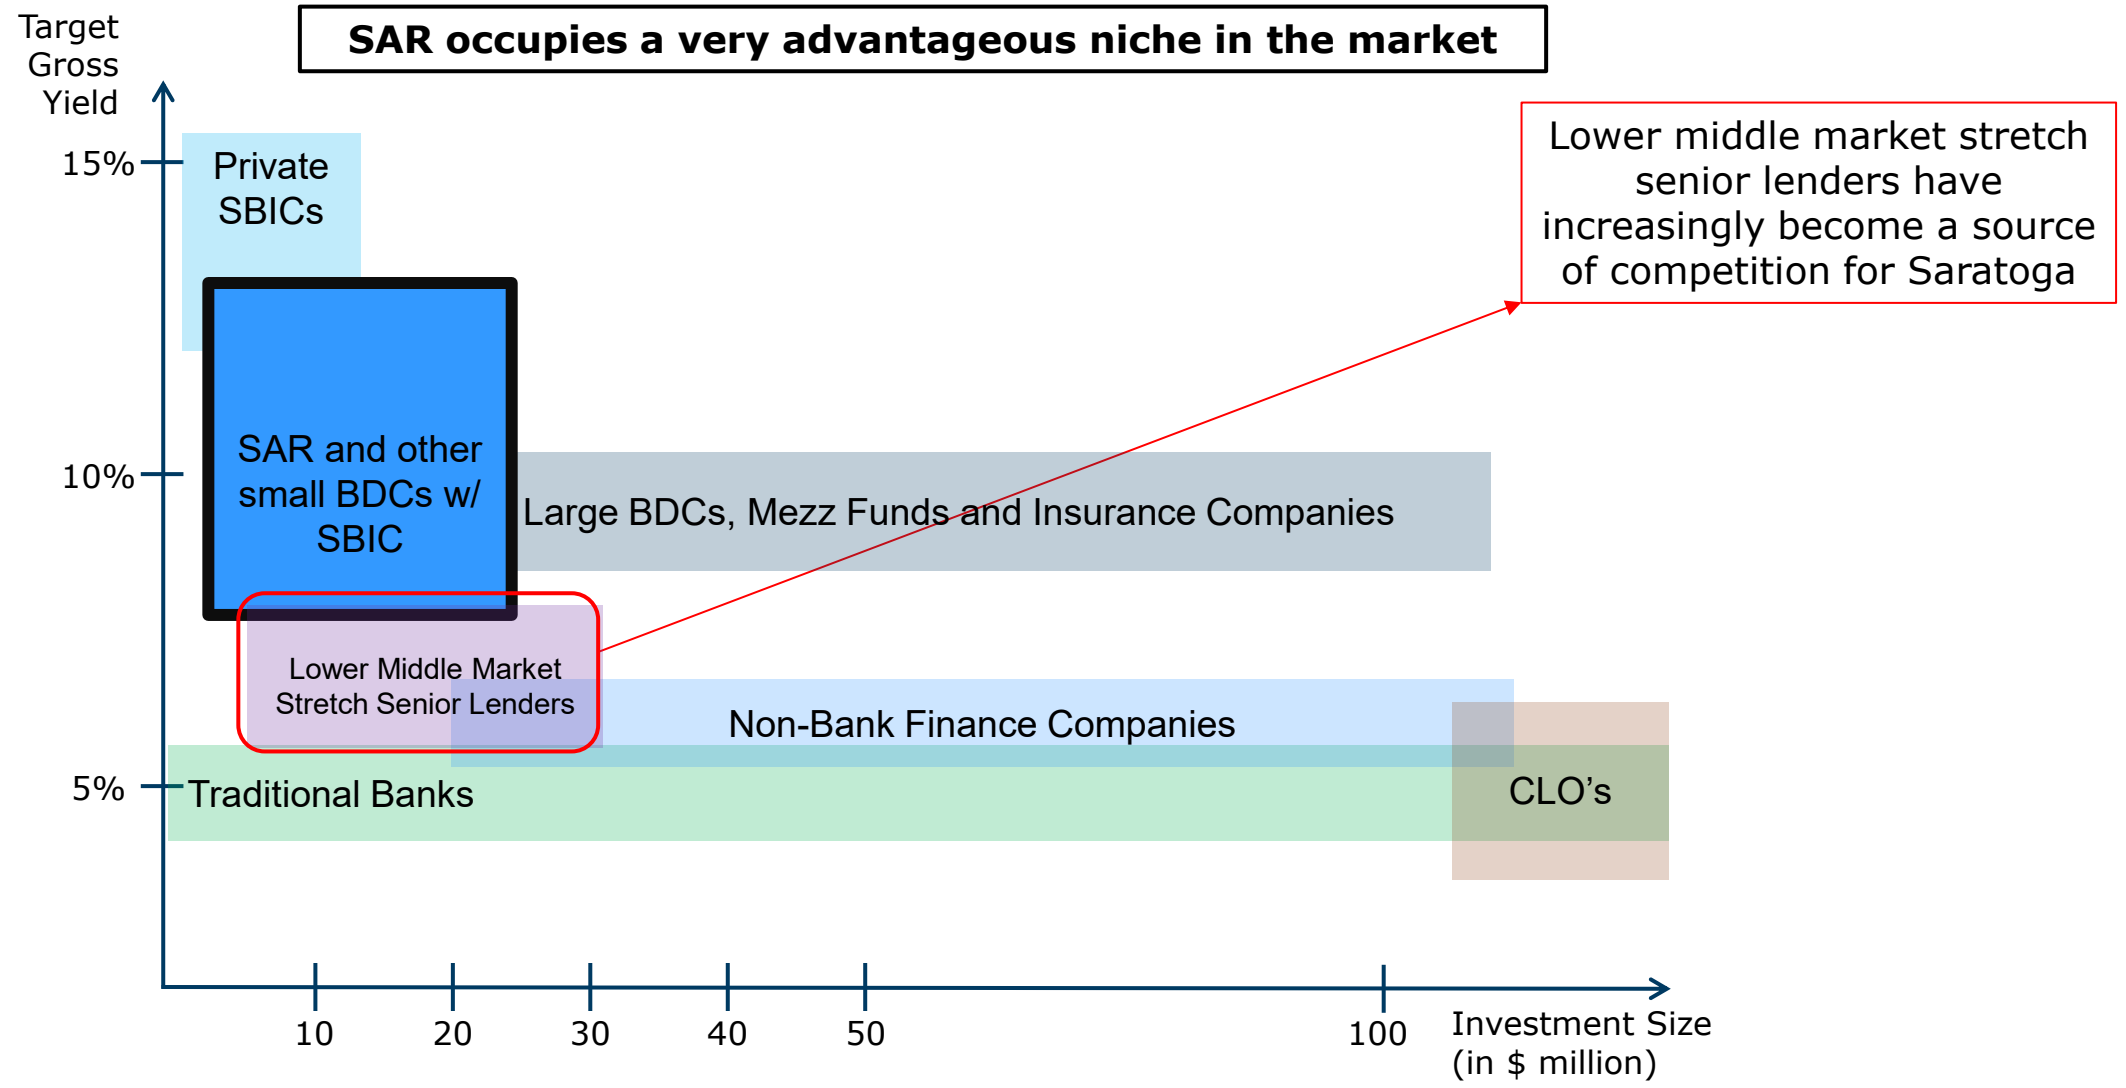 Target
Gross
Yield
SAR occupies a very advantageous niche in the market
Lower middle market stretch
senior lenders have
increasingly become a source
of competition for Saratoga
15%
Private
SBICs
10%
SAR and other
small BDCs w/
SBIC
Large BDCs, Mezz Funds and Insurance Companies
Lower Middle Market
Stretch Senior Lenders
Non-Bank Finance Companies
5%
Traditional Banks
CLO’s
10
20
30
40
50
100
Investment Size
(in $ million)